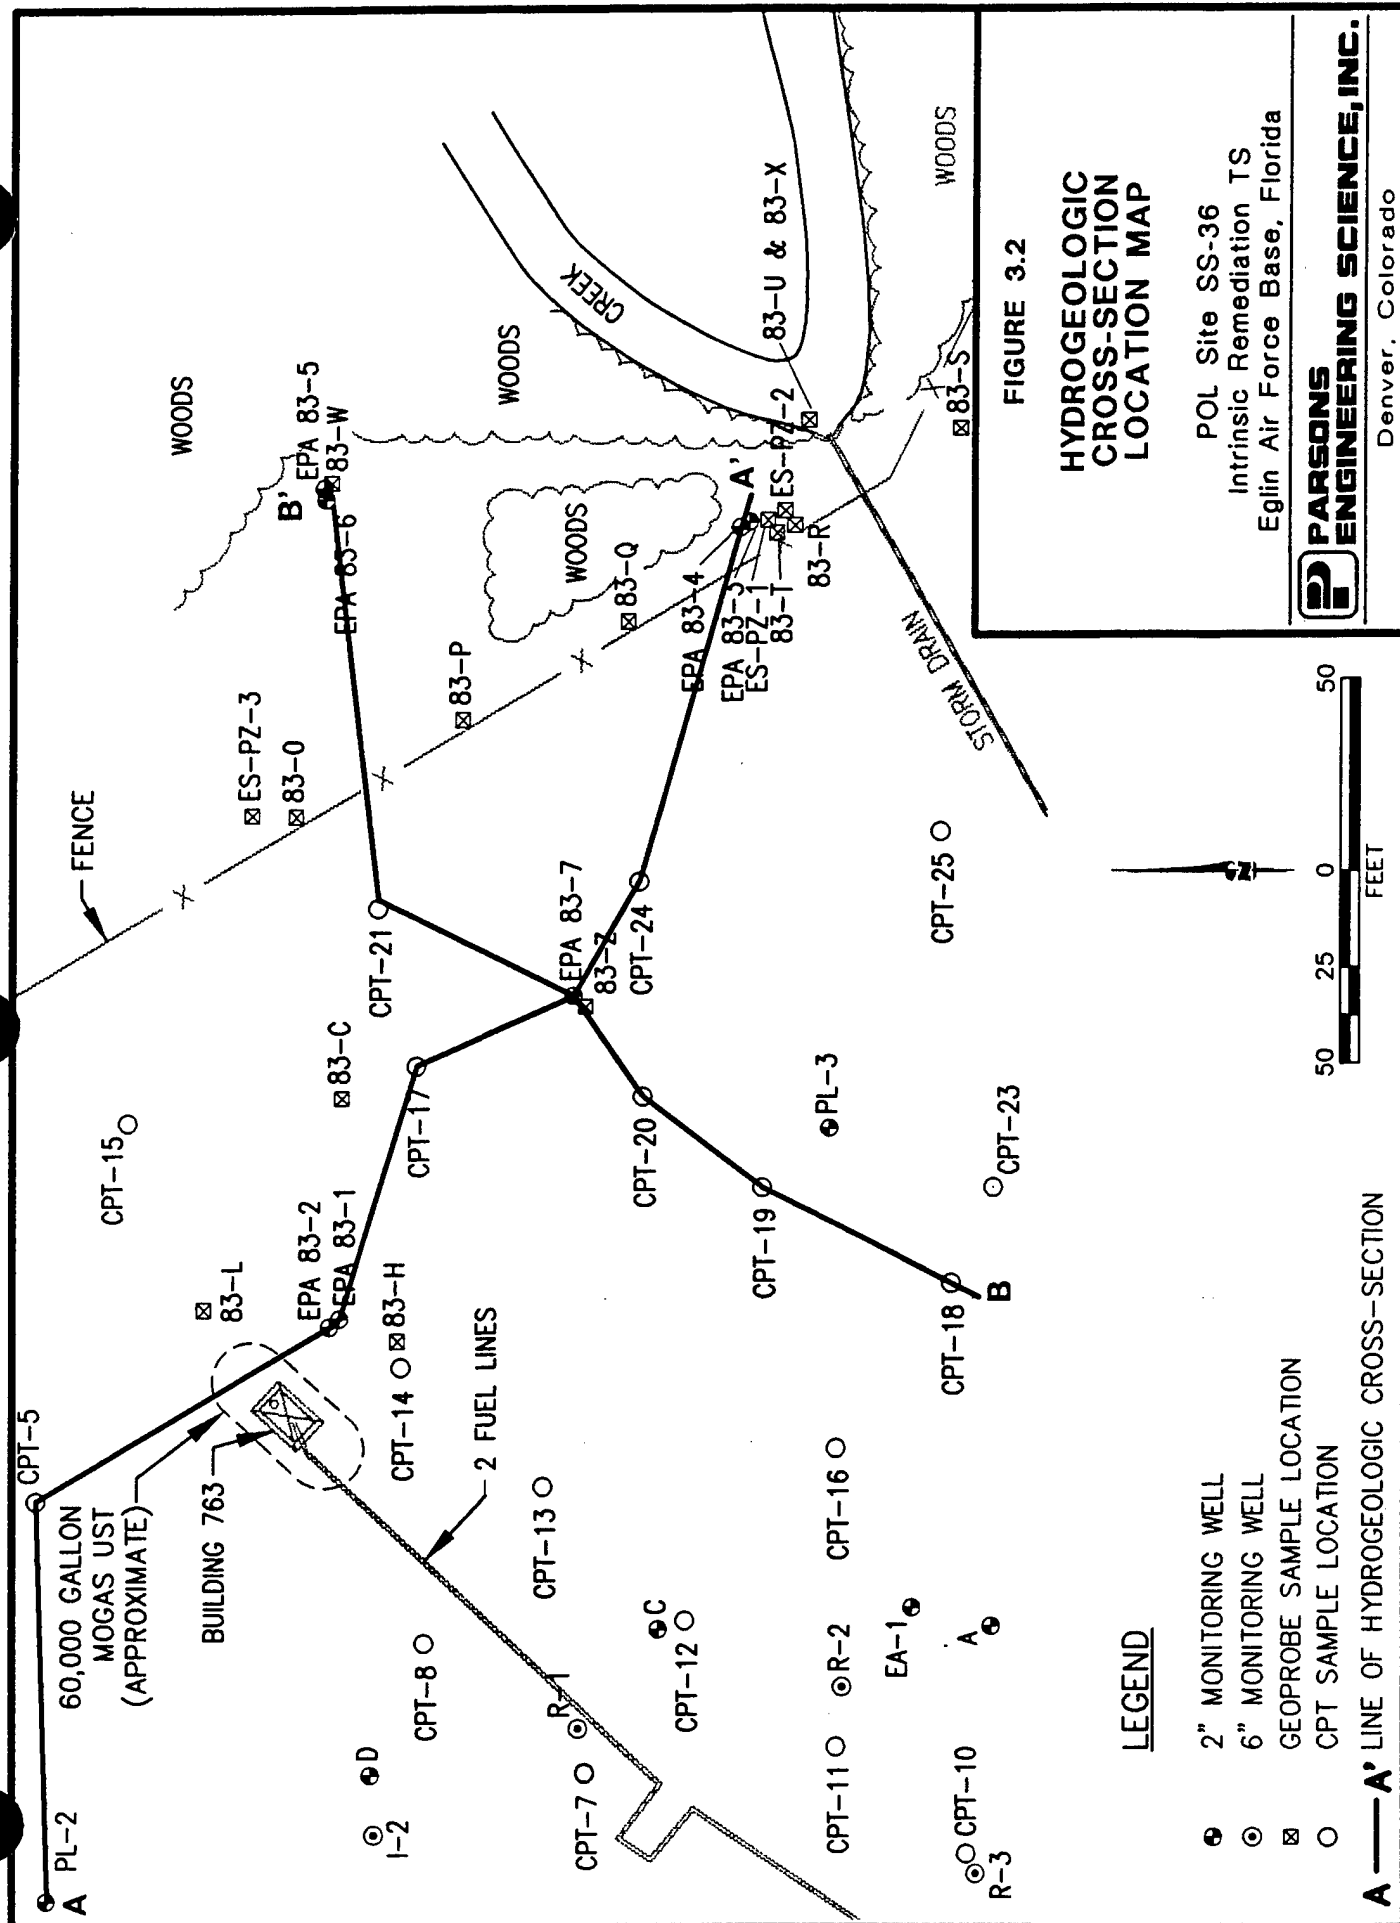 A
PL-2
CPT-5
60,000 GALLON
MOGAS UST
(APPROXIMATE)
BUILDING 763
83-L
EPA 83-2
EPA 83-1
CPT-14
83-H
2 FUEL LINES
CPT-15
83-C
CPT-17
FENCE
CPT-21
ES-PZ-3
83-O
83-P
83-Q
B'
EPA 83-5
83-W
EPA 83-6
WOODS
WOODS
WOODS
CREEK
83-U & 83-X
WOODS
I-2
D
CPT-8
R-1
CPT-7
CPT-13
C
CPT-12
EPA 83-7
83-Z
CPT-24
CPT-20
CPT-19
PL-3
CPT-18
B
CPT-23
CPT-25
EPA 83-4
EPA 83-3
ES-PZ-1
83-T
83-R
ES-PZ-2
A'
83-S
STORM DRAIN
CPT-11
R-2
CPT-16
EA-1
A
CPT-10
R-3
LEGEND
2" MONITORING WELL
6" MONITORING WELL
GEOPROBE SAMPLE LOCATION
CPT SAMPLE LOCATION
A A' LINE OF HYDROGEOLOGIC CROSS-SECTION
N
50 25 0 50
FEET
FIGURE 3.2
HYDROGEOLOGIC
CROSS-SECTION
LOCATION MAP
POL Site SS-36
Intrinsic Remediation TS
Eglin Air Force Base, Florida
PARSONS
ENGINEERING SCIENCE, INC.
Denver, Colorado